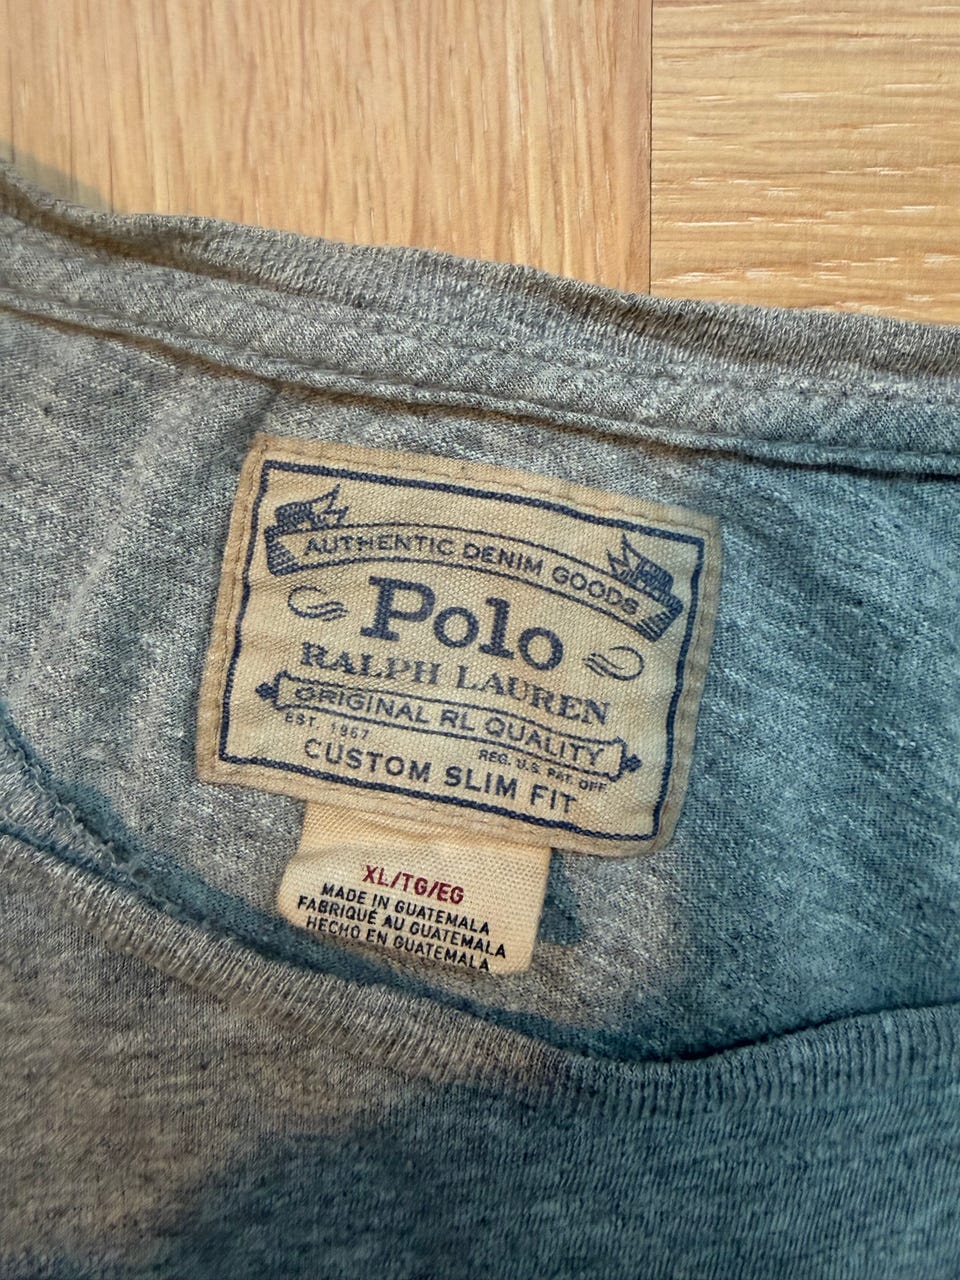 AUTHENTIC DENIM GOODS
Polo
RALPH LAUREN
ORIGINAL RL QUALITY
EST. 1967
REG. U.S. PAT. OFF
CUSTOM SLIM FIT
XL/TG/EG
MADE IN GUATEMALA
FABRIQUÉ AU GUATEMALA
HECHO EN GUATEMALA